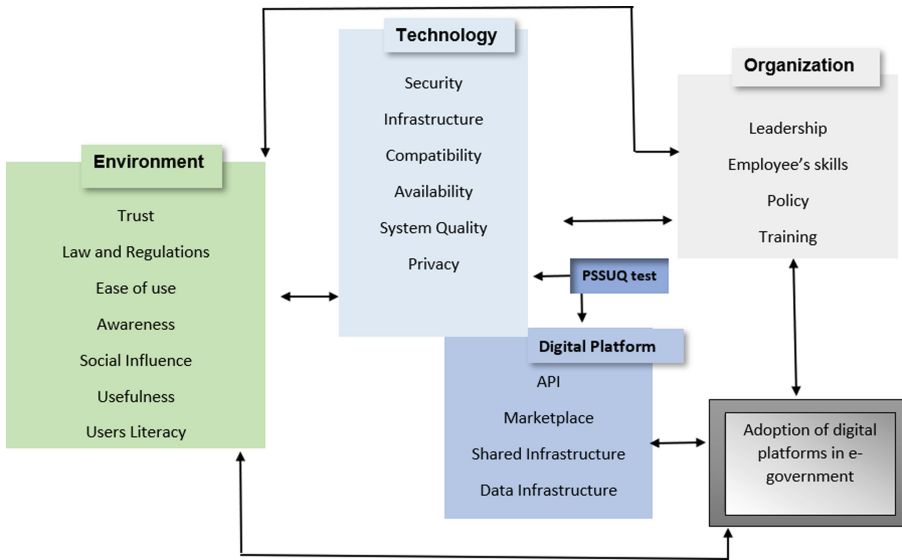 Technology
Security
Infrastructure
Compatibility
Availability
System Quality
Privacy
Organization
Leadership
Employee's skills
Policy
Training
Environment
Trust
Law and Regulations
Ease of use
Awareness
Social Influence
Usefulness
Users Literacy
PSSUQ test
Digital Platform
API
Marketplace
Shared Infrastructure
Data Infrastructure
Adoption of digital
platforms in e-
government